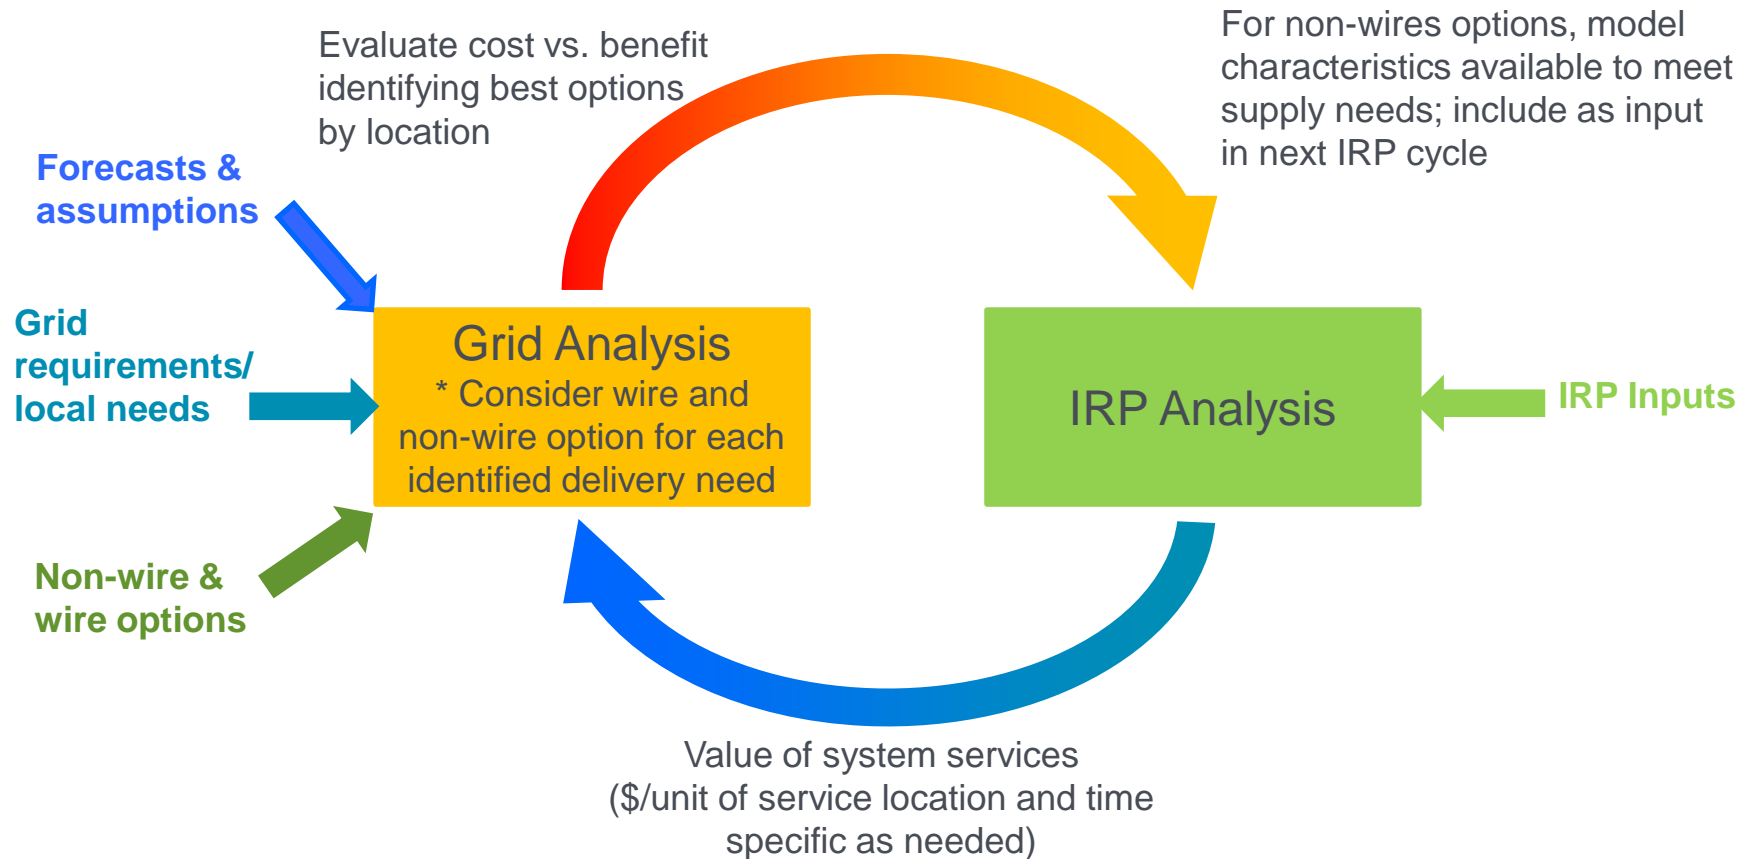 Evaluate cost vs. benefit
identifying best options
by location
For non-wires options, model
characteristics available to meet
supply needs; include as input
in next IRP cycle
Forecasts &
assumptions
Grid
requirements/
local needs
Non-wire &
wire options
Grid Analysis
* Consider wire and
non-wire option for each
identified delivery need
IRP Analysis
IRP Inputs
Value of system services
($/unit of service location and time
specific as needed)